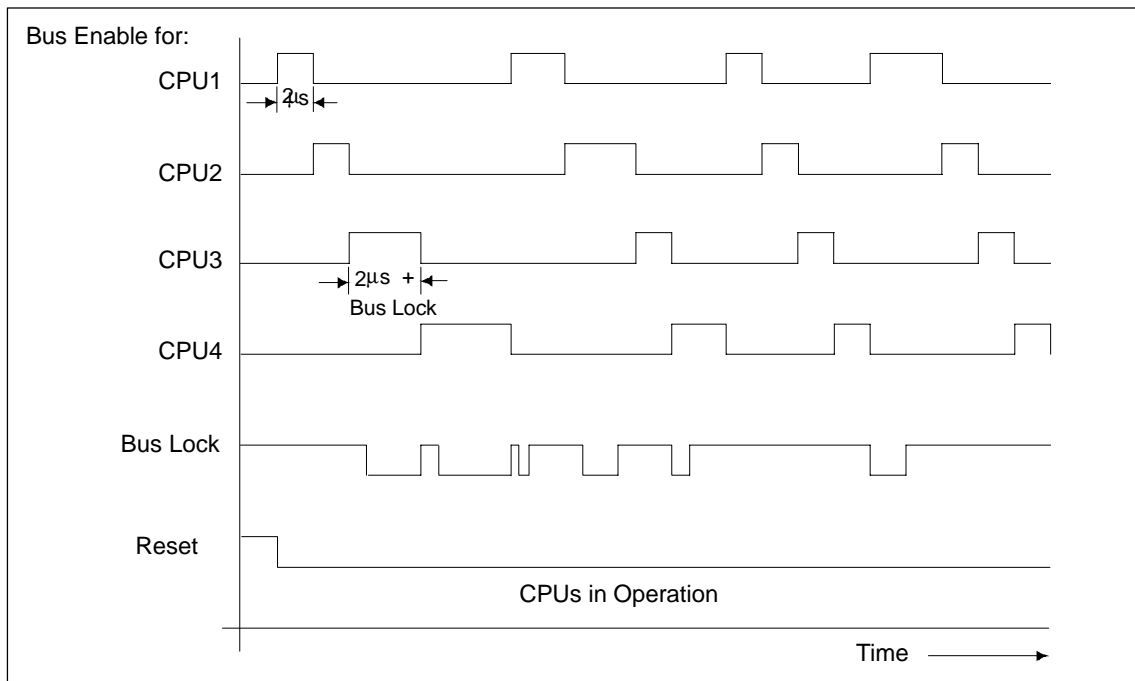 Bus Enable for:
CPU1
2µs
CPU2
CPU3
2µs +
Bus Lock
CPU4
Bus Lock
Reset
CPUs in Operation
Time